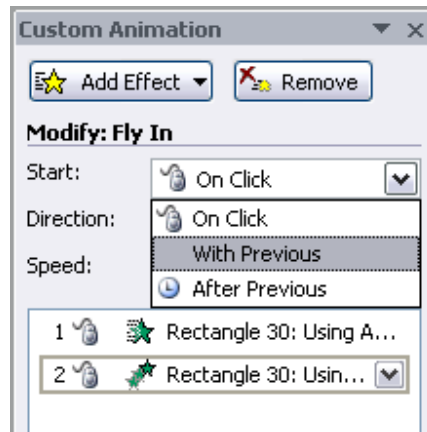 Custom Animation
Add Effect Remove
Modify: Fly In
Start: On Click
Direction: On Click
With Previous
Speed:
After Previous
1 Rectangle 30: Using A...
2 Rectangle 30: Usin...